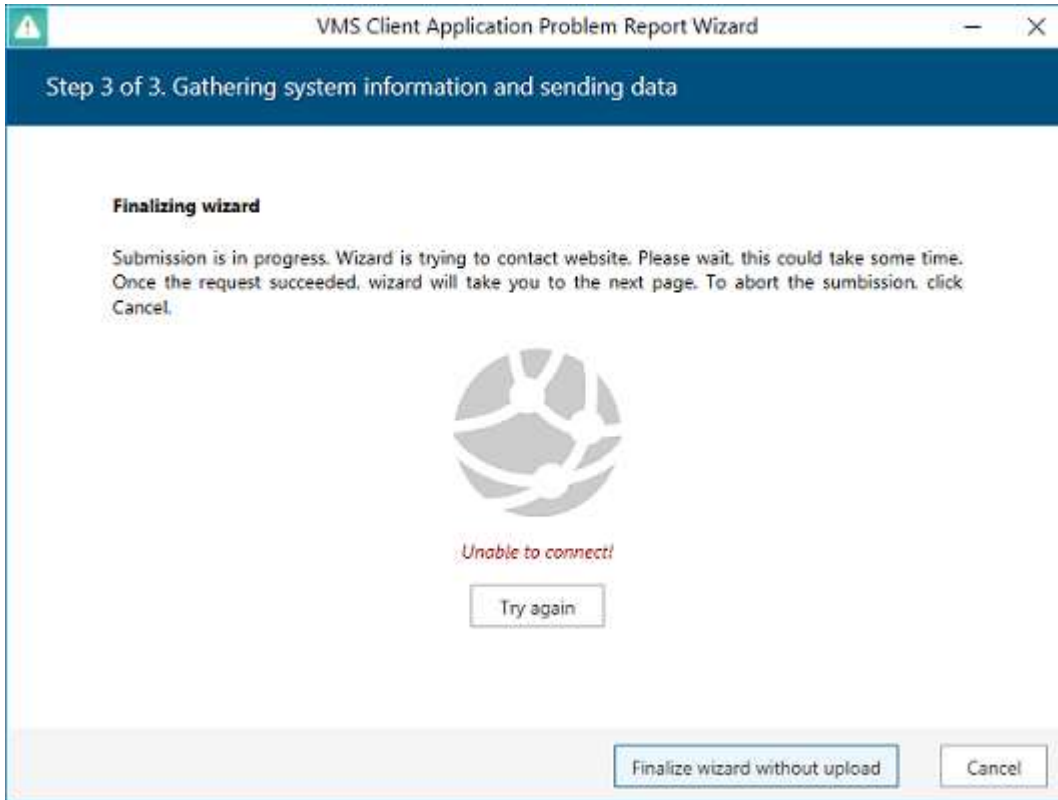 VMS Client Application Problem Report Wizard
Step 3 of 3. Gathering system information and sending data
Finalizing wizard
Submission is in progress. Wizard is trying to contact website. Please wait, this could take some time.
Once the request succeeded, wizard will take you to the next page. To abort the sumbission, click
Cancel.
Unable to connect!
Try again
Finalize wizard without upload
Cancel